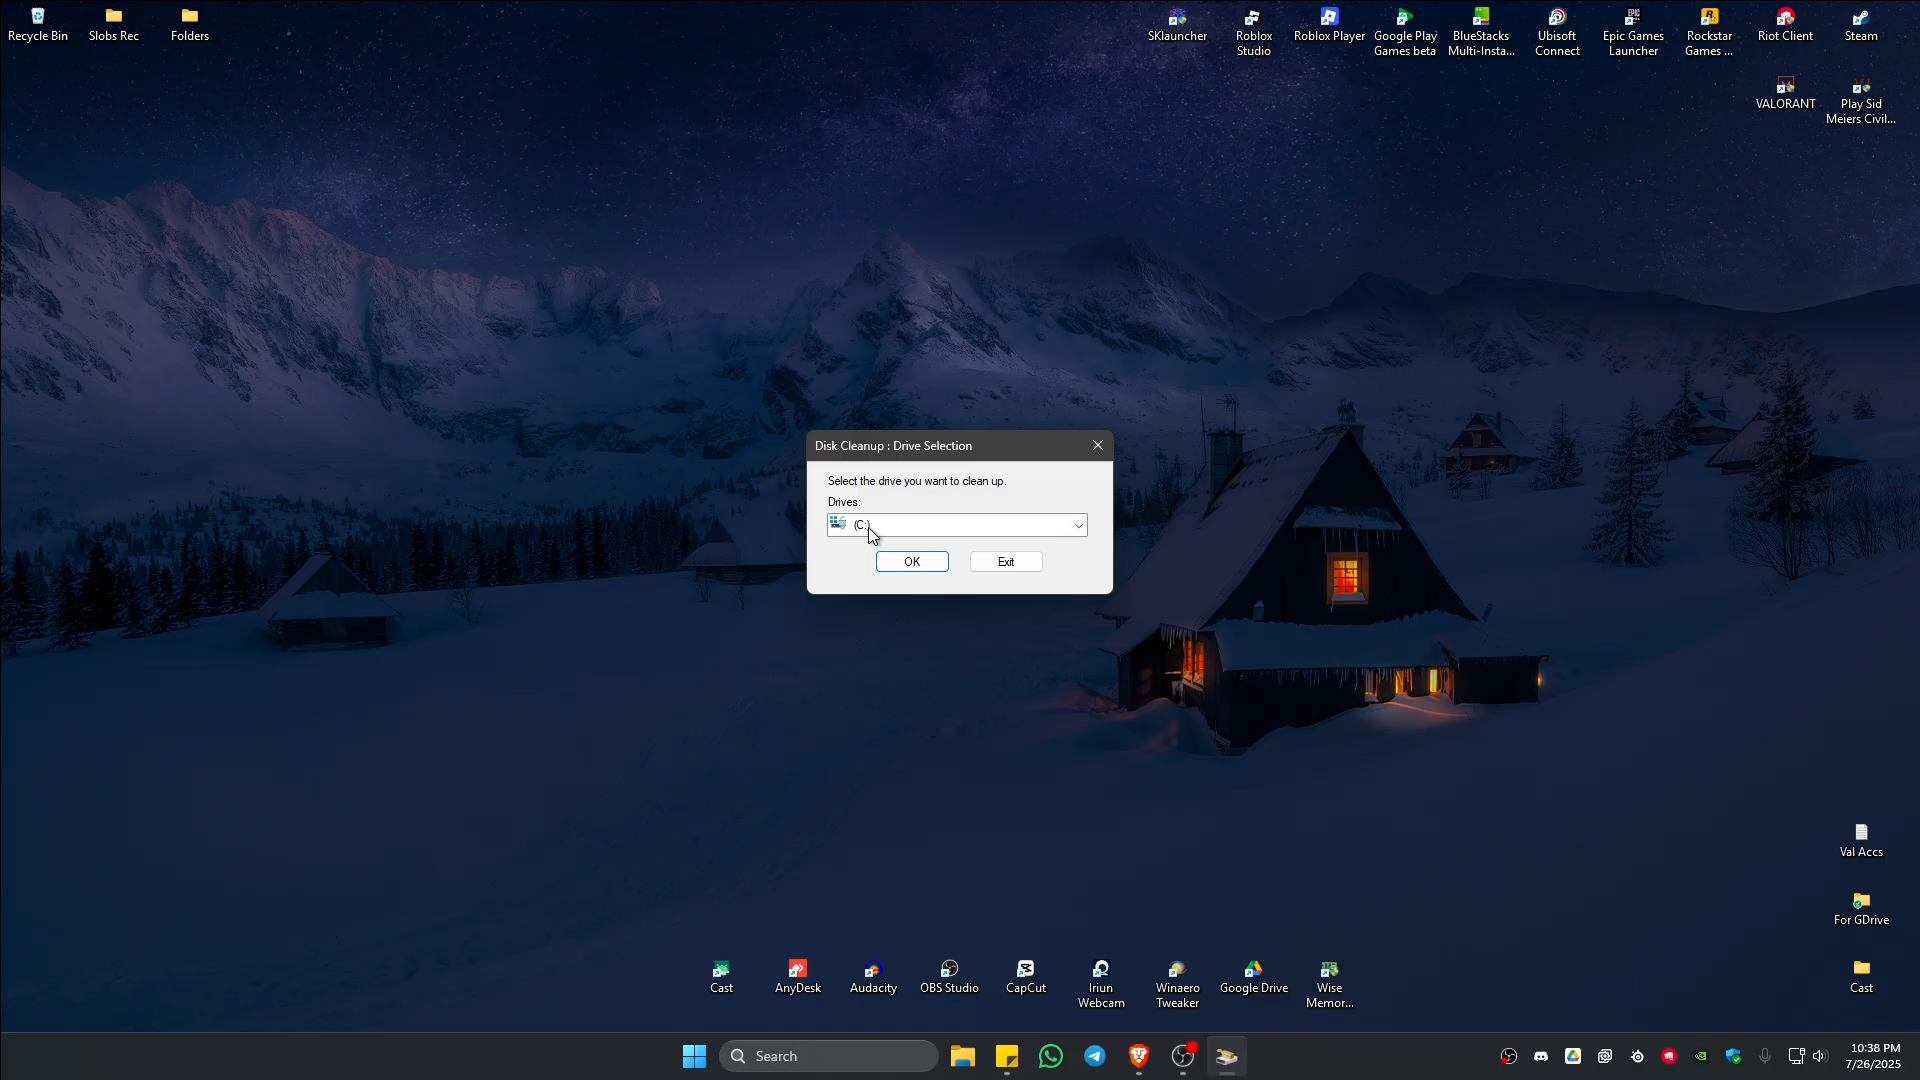 Recycle Bin
Slobs Rec
Folders
SKlauncher
Roblox
Studio
Roblox Player
Google Play
Games beta
BlueStacks
Multi-Insta...
Ubisoft
Connect
Epic Games
Launcher
Rockstar
Games ...
Riot Client
Steam
VALORANT
Play Sid
Meiers Civil...
Disk Cleanup : Drive Selection
Select the drive you want to clean up.
Drives:
(C:)
OK
Exit
Val Accs
For GDrive
Cast
AnyDesk
Audacity
OBS Studio
CapCut
Iriun
Webcam
Winaero
Tweaker
Google Drive
Wise
Memor...
Cast
Search
10:38 PM
7/26/2025